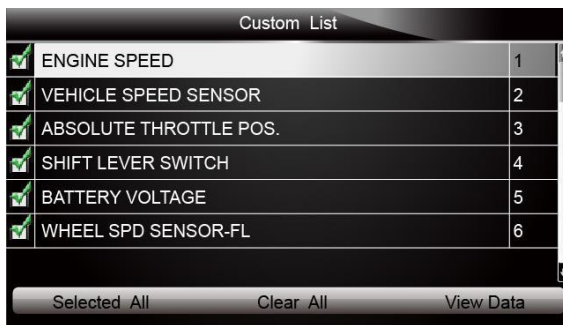 Custom List
ENGINE SPEED 1
VEHICLE SPEED SENSOR 2
ABSOLUTE THROTTLE POS. 3
SHIFT LEVER SWITCH 4
BATTERY VOLTAGE 5
WHEEL SPD SENSOR-FL 6
Selected All Clear All View Data